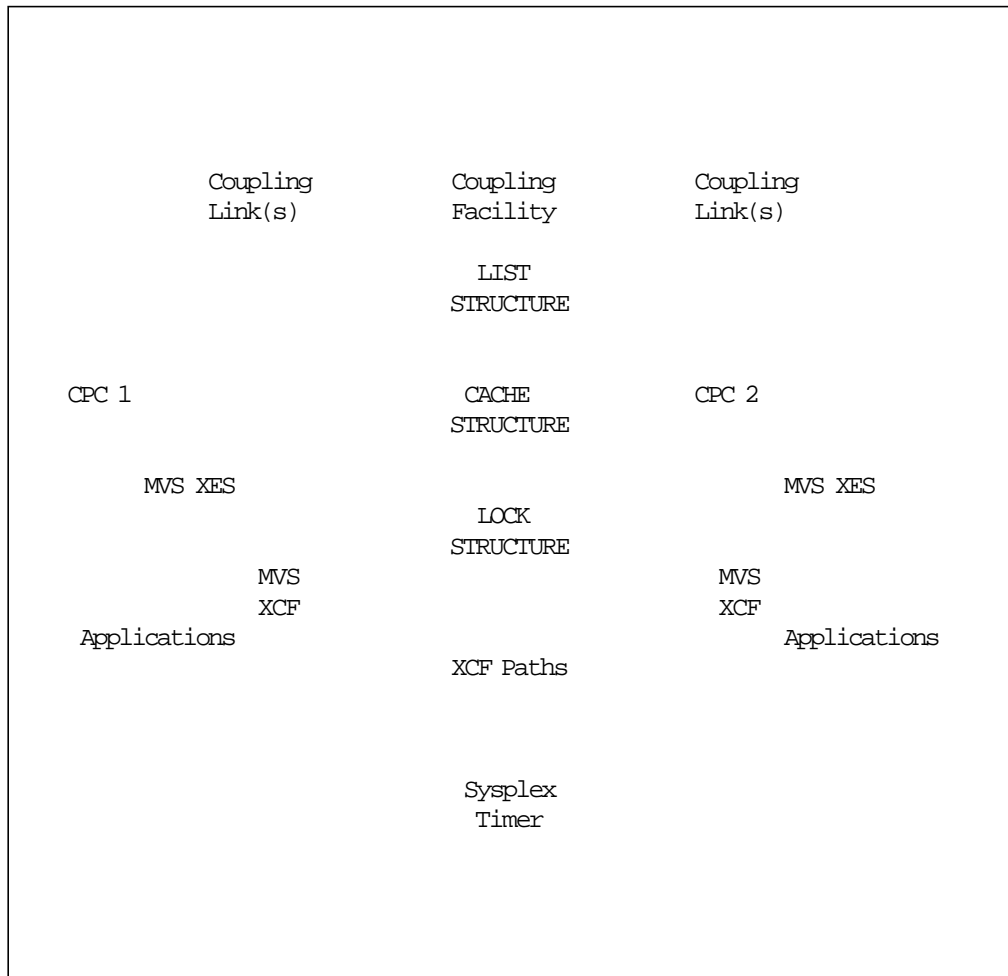 Coupling Coupling Coupling
Link(s) Facility Link(s)
LIST
STRUCTURE
CPC 1 CACHE CPC 2
STRUCTURE
MVS XES MVS XES
LOCK
STRUCTURE
MVS MVS
XCF XCF
Applications Applications
XCF Paths
Sysplex
Timer